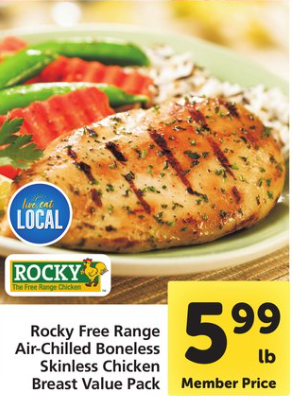 live eat
LOCAL
ROCKY
The Free Range Chicken
Rocky Free Range
Air-Chilled Boneless
Skinless Chicken
Breast Value Pack
5 99
lb
Member Price